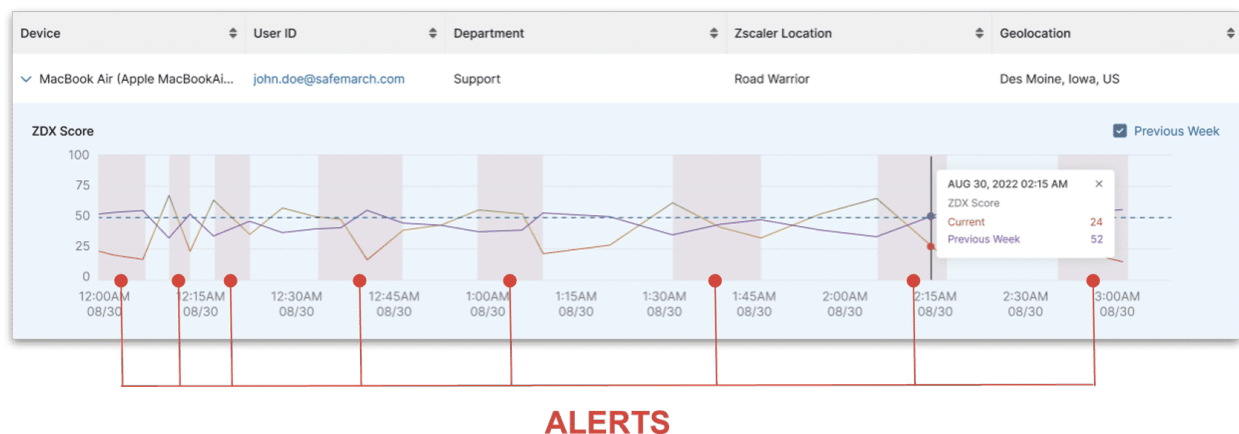 Device User ID Department Zscaler Location Geolocation
MacBook Air (Apple MacBookAi... john.doe@safemarch.com Support Road Warrior Des Moine, Iowa, US
ZDX Score Previous Week
100
75
50
25
0
AUG 30, 2022 02:15 AM ×
ZDX Score
Current 24
Previous Week 52
12:00AM 12:15AM 12:30AM 12:45AM 1:00AM 1:15AM 1:30AM 1:45AM 2:00AM 2:15AM 2:30AM 3:00AM
08/30 08/30 08/30 08/30 08/30 08/30 08/30 08/30 08/30 08/30 08/30 08/30
ALERTS